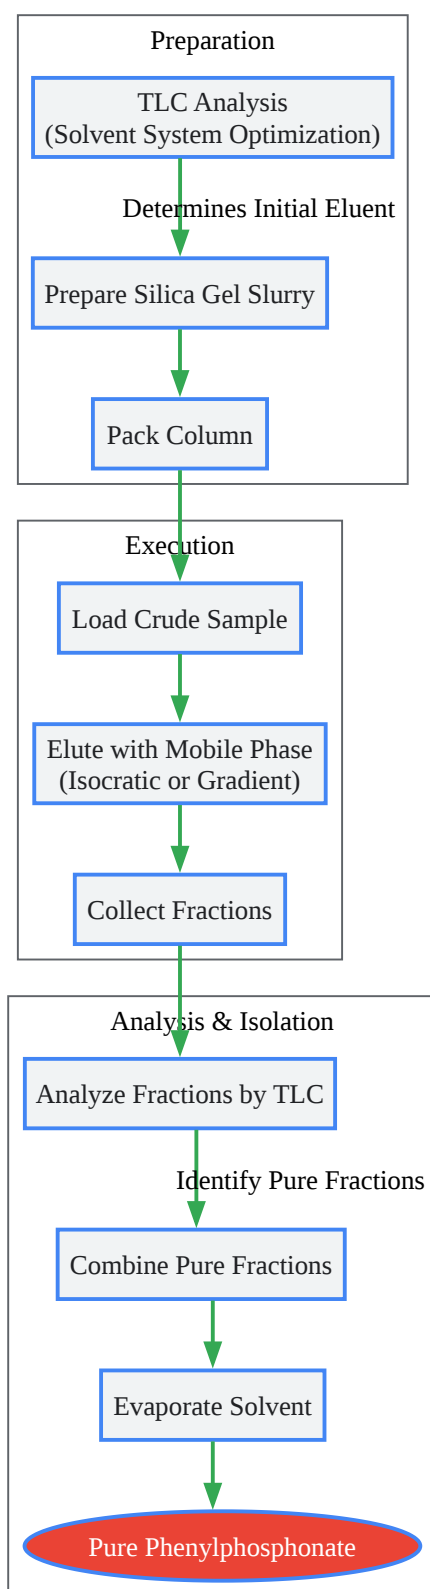 Preparation
TLC Analysis
(Solvent System Optimization)
Determines Initial Eluent
Prepare Silica Gel Slurry
Pack Column
Execution
Load Crude Sample
Elute with Mobile Phase
(Isocratic or Gradient)
Collect Fractions
Analysis & Isolation
Analyze Fractions by TLC
Identify Pure Fractions
Combine Pure Fractions
Evaporate Solvent
Pure Phenylphosphonate